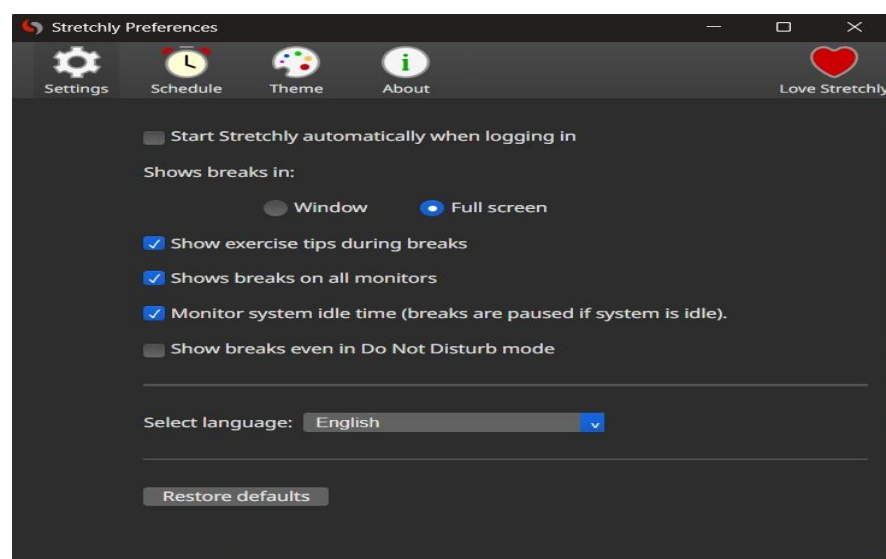 Stretchly Preferences
Settings Schedule Theme About Love Stretchly
Start Stretchly automatically when logging in
Shows breaks in:
Window Full screen
Show exercise tips during breaks
Shows breaks on all monitors
Monitor system idle time (breaks are paused if system is idle).
Show breaks even in Do Not Disturb mode
Select language: English
Restore defaults